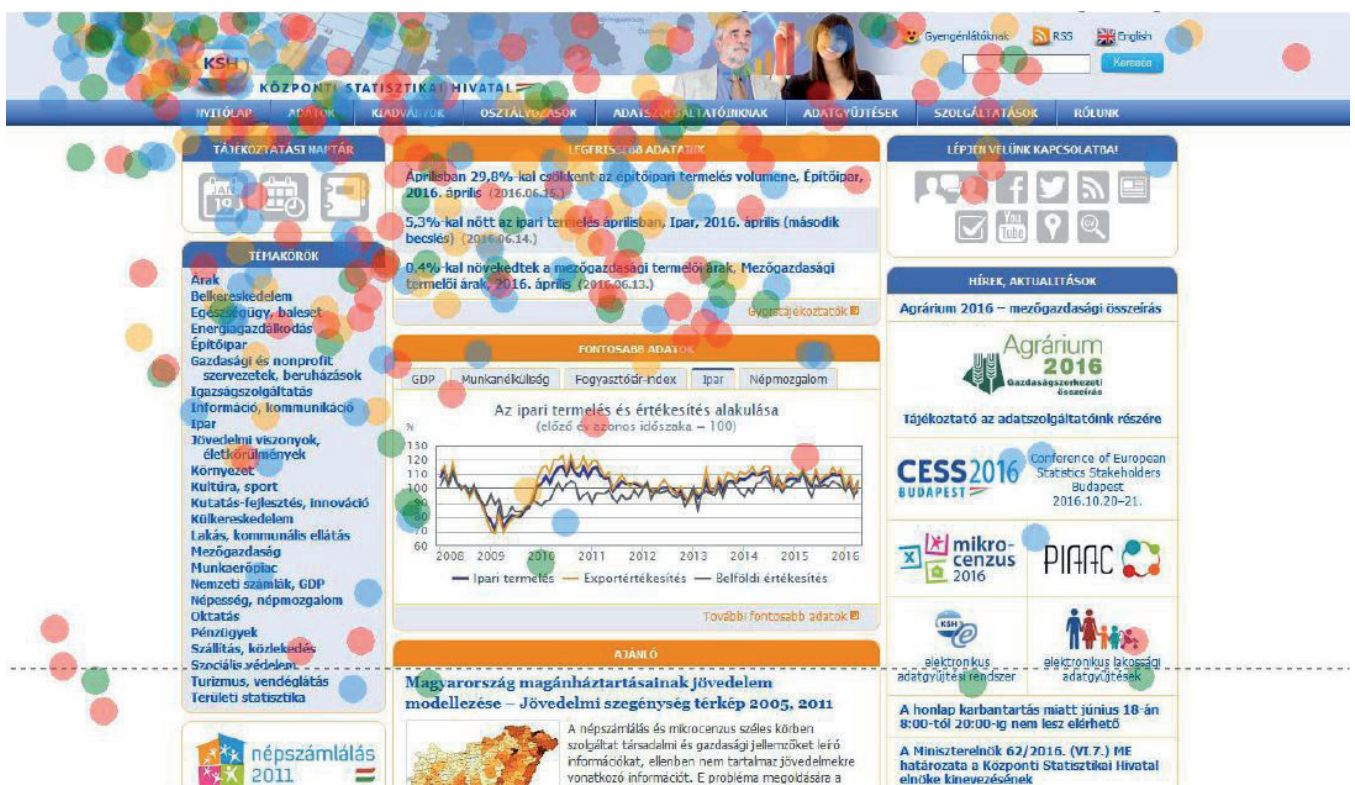 Gyengénlátóknak RSS English
KSH
Keresés
KÖZPONTI STATISZTIKAI HIVATAL
NYITÓLAP ADATOK KIADVÁNYOK OSZTÁLYOZÁSOK ADATSZOLGÁLTATÓINKNAK ADATGYŰJTÉSEK SZOLGÁLTATÁSOK RÓLUNK
TÁJÉKOZTATÁSI NAPTÁR
JAN
19
TÉMAKÖRÖK
Árak
Belkereskedelem
Egészségügy, baleset
Energiagazdálkodás
Építőipar
Gazdasági és nonprofit
szervezetek, beruházások
Igazságszolgáltatás
Információ, kommunikáció
Ipar
Jövedelmi viszonyok,
életkörülmények
Környezet
Kultúra, sport
Kutatás-fejlesztés, innováció
Külkereskedelem
Lakás, kommunális ellátás
Mezőgazdaság
Munkaerőpiac
Nemzeti számlák, GDP
Népesség, népmozgalom
Oktatás
Pénzügyek
Szállítás, közlekedés
Szociális védelem
Turizmus, vendéglátás
Területi statisztika
népszámlálás
2011
LEGFRISSEBB ADATAINK
Áprilisban 29,8%-kal csökkent az építőipari termelés volumene, Építőipar,
2016. április (2016.06.15.)
5,3%-kal nőtt az ipari termelés áprilisban, Ipar, 2016. április (második
becslés) (2016.06.14.)
0,4%-kal növekedtek a mezőgazdasági termelői árak, Mezőgazdasági
termelői árak, 2016. április (2016.06.13.)
Gyorstájékoztatók
FONTOSABB ADATOK
GDP Munkanélküliség Fogyasztóiár-index Ipar Népmozgalom
Az ipari termelés és értékesítés alakulása
(előző év azonos időszaka = 100)
%
130
120
110
100
90
80
70
60
2008 2009 2010 2011 2012 2013 2014 2015 2016
Ipari termelés Exportértékesítés Belföldi értékesítés
További fontosabb adatok
AJÁNLÓ
Magyarország magánháztartásainak jövedelem
modellezése – Jövedelmi szegénység térkép 2005, 2011
A népszámlálás és mikrocenzus széles körben
szolgáltat társadalmi és gazdasági jellemzőket leíró
információkat, ellenben nem tartalmaz jövedelmekre
vonatkozó információt. E probléma megoldására a
LÉPJEN VELÜNK KAPCSOLATBA!
You
Tube
HÍREK, AKTUALITÁSOK
Agrárium 2016 – mezőgazdasági összeírás
Agrárium
2016
Gazdaságszerkezeti
összeírás
Tájékoztató az adatszolgáltatóink részére
CESS2016
BUDAPEST
Conference of European
Statistics Stakeholders
Budapest
2016.10.20–21.
mikro-
cenzus
2016
PIAAC
KSH
e
elektronikus
adatgyűjtési rendszer
elektronikus lakossági
adatgyűjtések
A honlap karbantartás miatt június 18-án
8:00-tól 20:00-ig nem lesz elérhető
A Miniszterelnök 62/2016. (VI.7.) ME
határozata a Központi Statisztikai Hivatal
elnöke kinevezésének